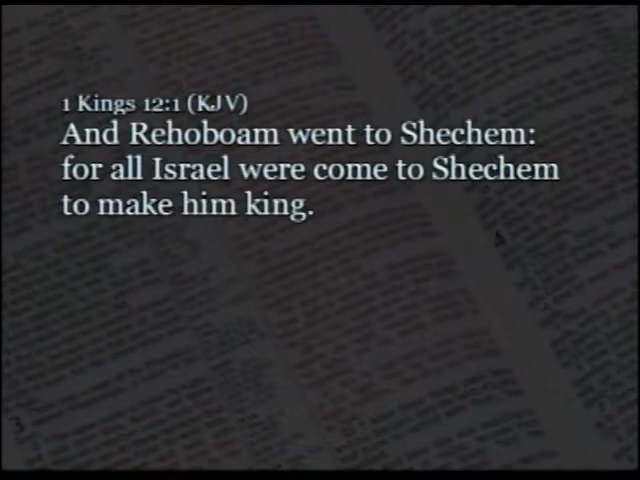 1 Kings 12:1 (KJV)
And Rehoboam went to Shechem:
for all Israel were come to Shechem
to make him king.